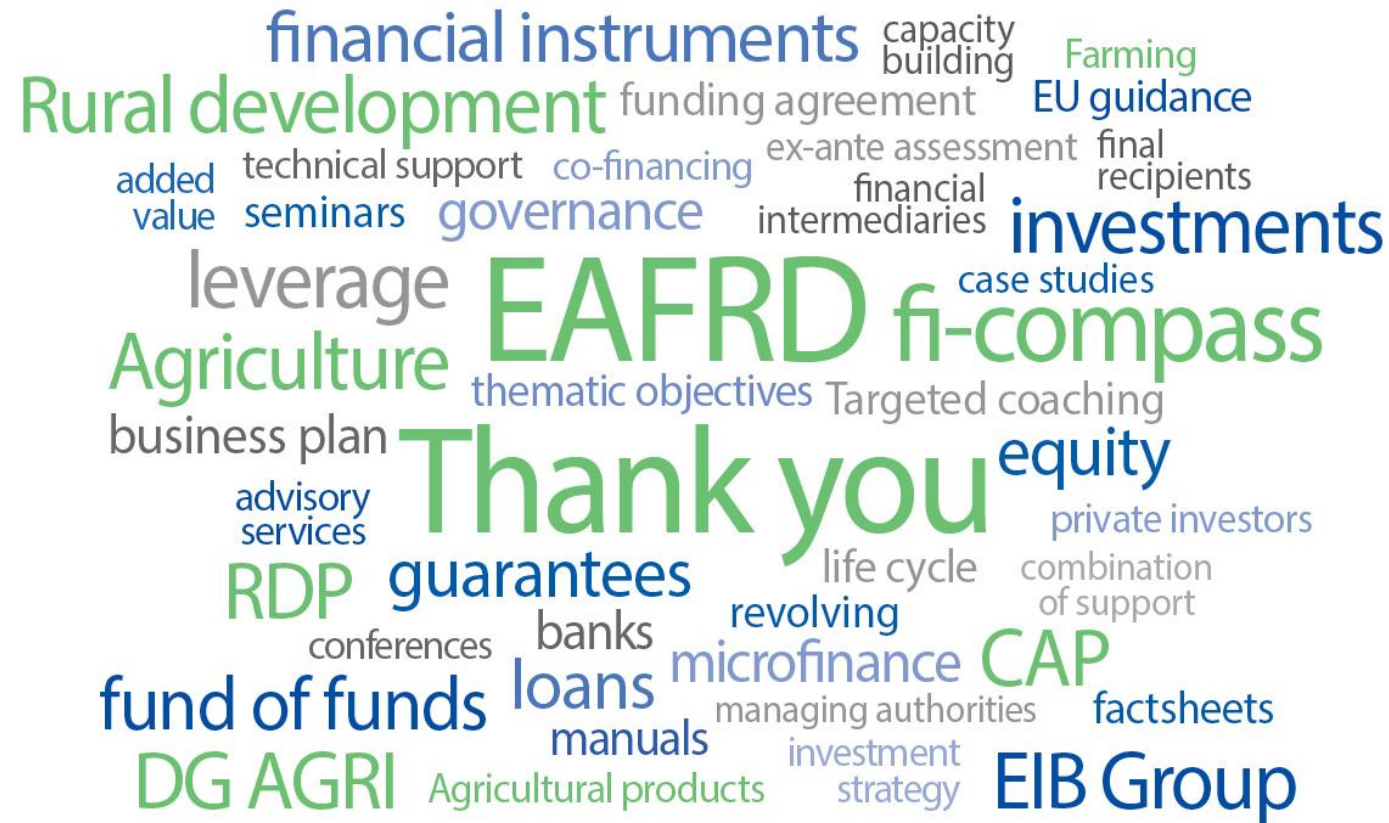 financial instruments
capacity
building
Farming
Rural development
funding agreement
EU guidance
added
value
technical support
co-financing
ex-ante assessment
final
recipients
seminars
governance
financial
intermediaries
investments
leverage
EAFRD
case studies
fi-compass
Agriculture
thematic objectives
Targeted coaching
business plan
Thank you
equity
advisory
services
private investors
RDP
guarantees
life cycle
combination
of support
conferences
banks
revolving
microfinance
CAP
fund of funds
loans
managing authorities
factsheets
manuals
investment
strategy
DG AGRI
Agricultural products
EIB Group